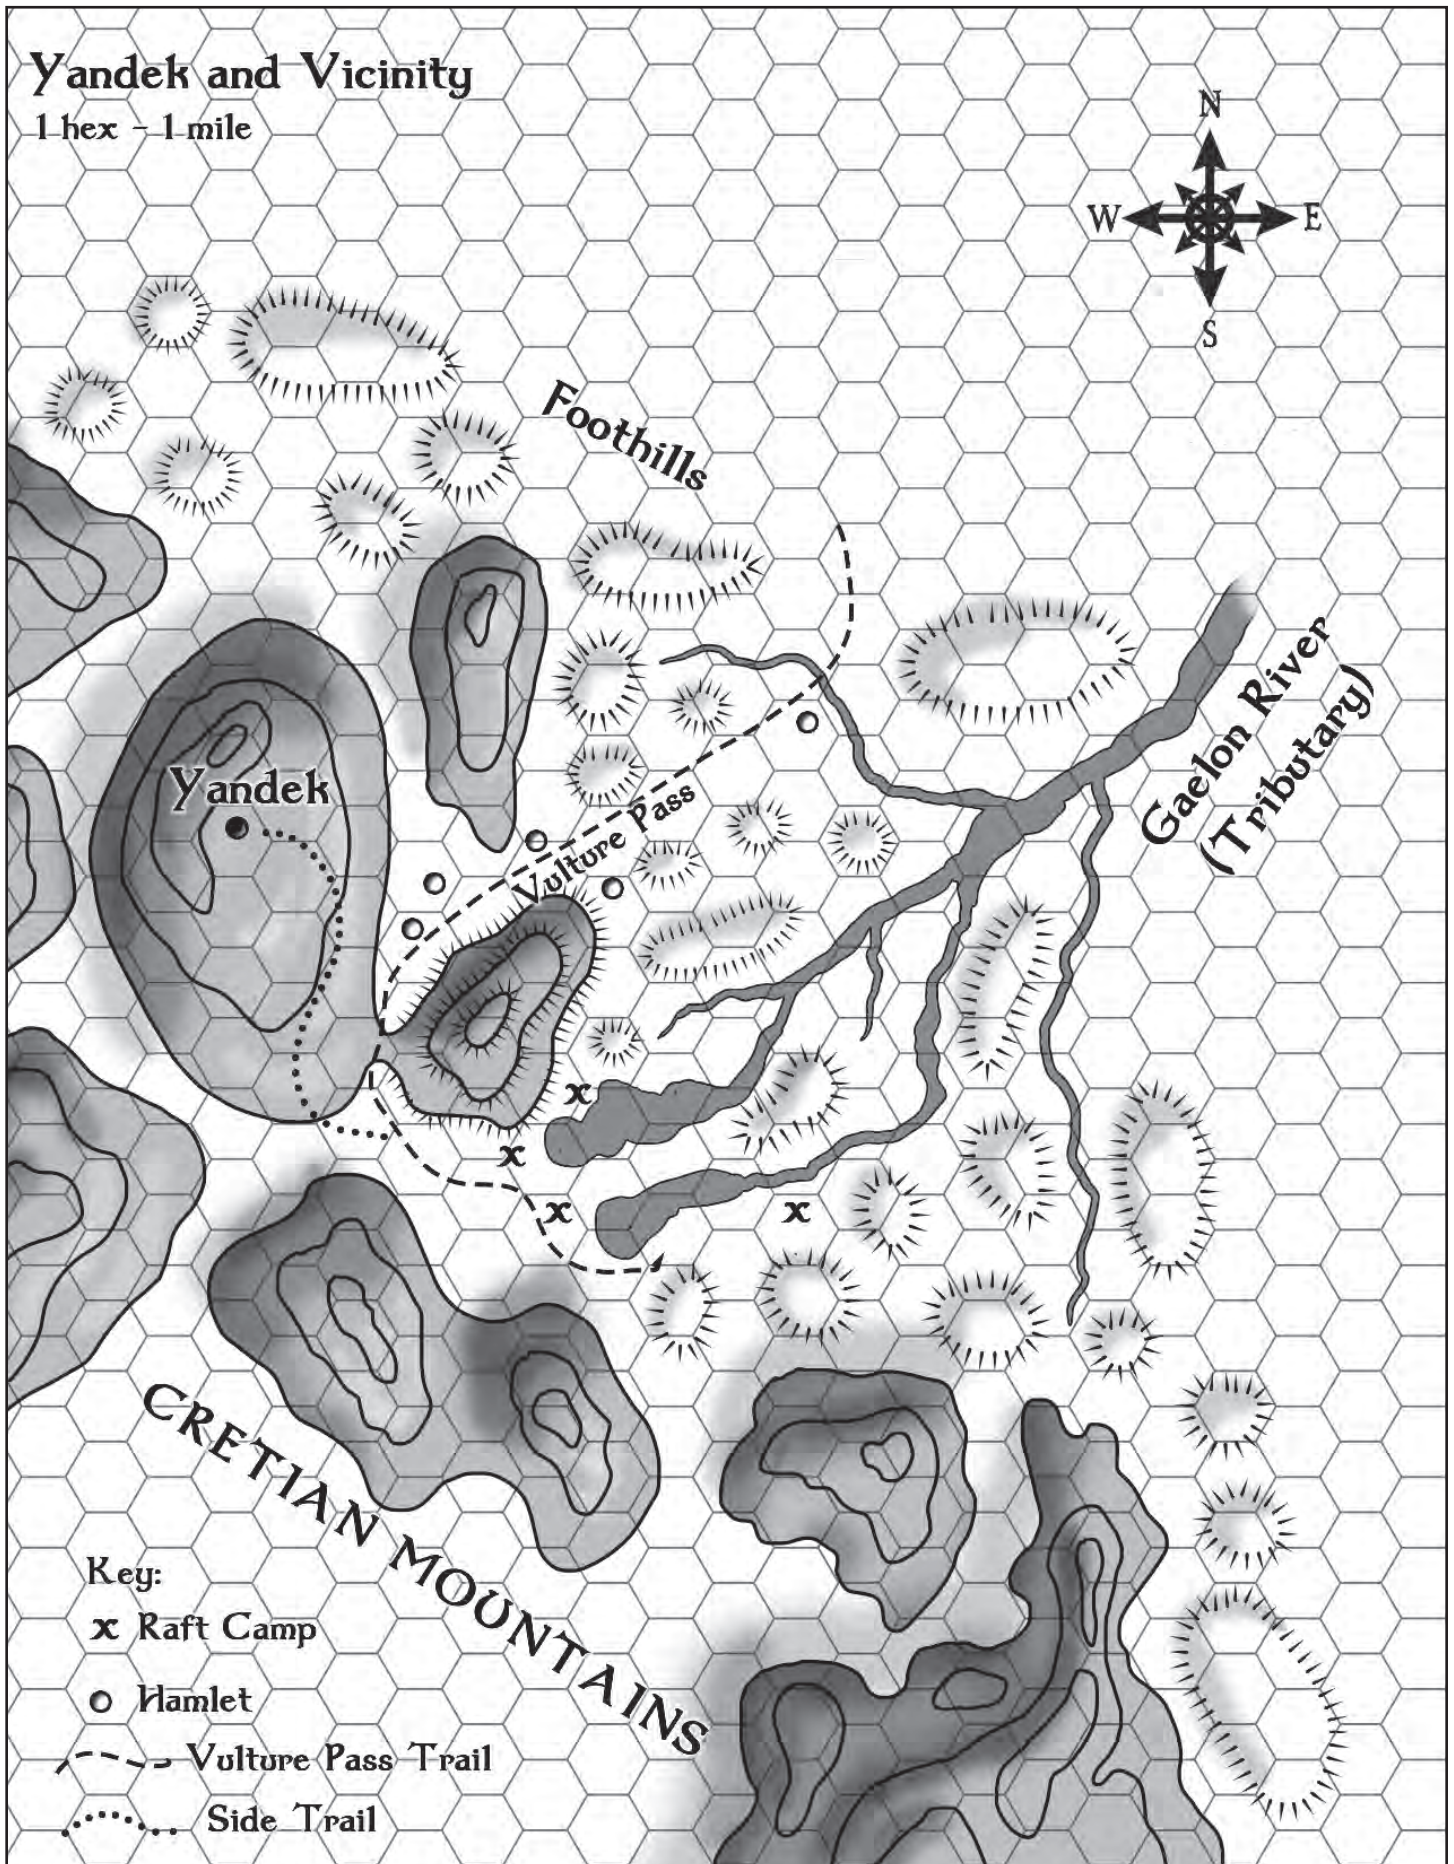 Yandek and Vicinity
1 hex - 1 mile
N
W
E
S
Foothills
Gaelon River
(Tributary)
Yandek
Vulture Pass
x
x
x
x
CRETIAN MOUNTAINS
Key:
x Raft Camp
Hamlet
Vulture Pass Trail
Side Trail